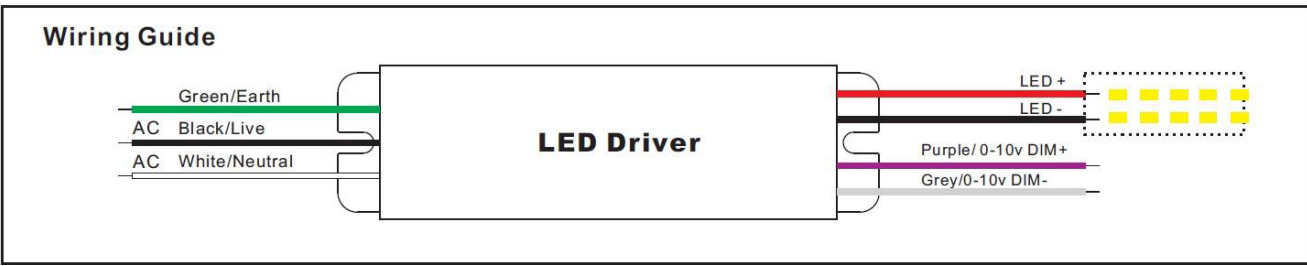 Wiring Guide
Green/Earth
AC Black/Live
AC White/Neutral
LED Driver
LED +
LED -
Purple/ 0-10v DIM+
Grey/0-10v DIM-